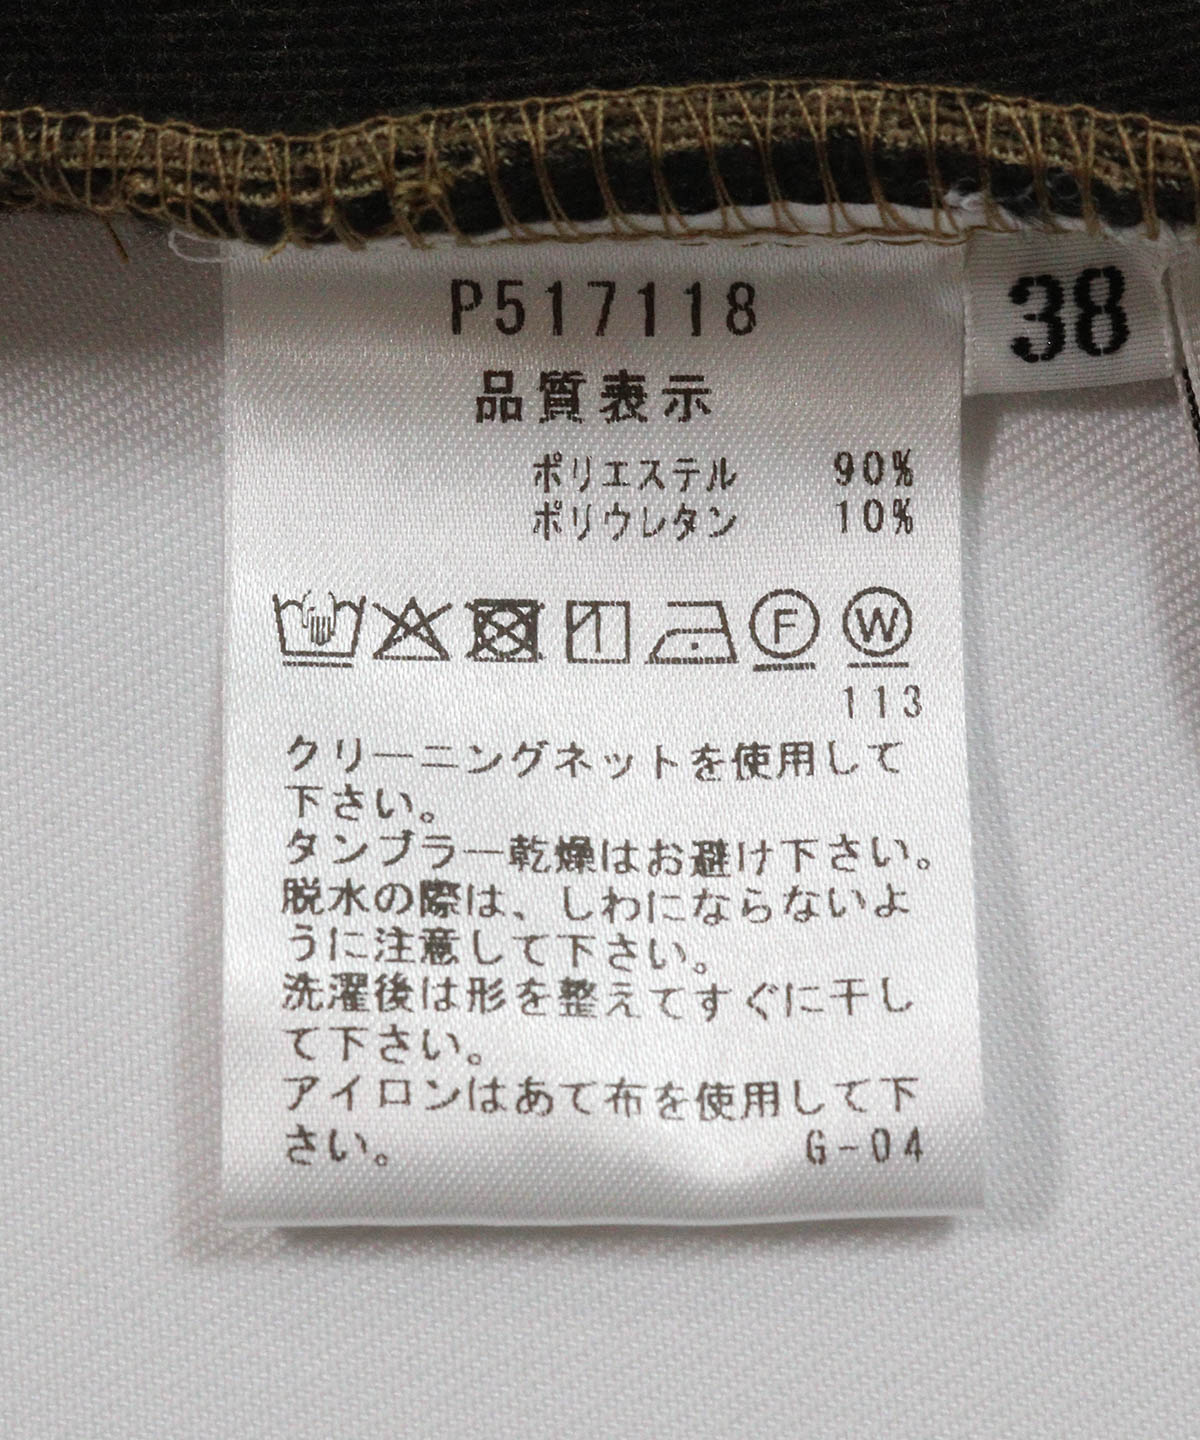 P517118
38
品質表示
ポリエステル 90%
ポリウレタン 10%
F W
113
クリーニングネットを使用して
下さい。
タンブラー乾燥はお避け下さい。
脱水の際は、しわにならないよ
うに注意して下さい。
洗濯後は形を整えてすぐに干し
て下さい。
アイロンはあて布を使用して下
さい。 G-04